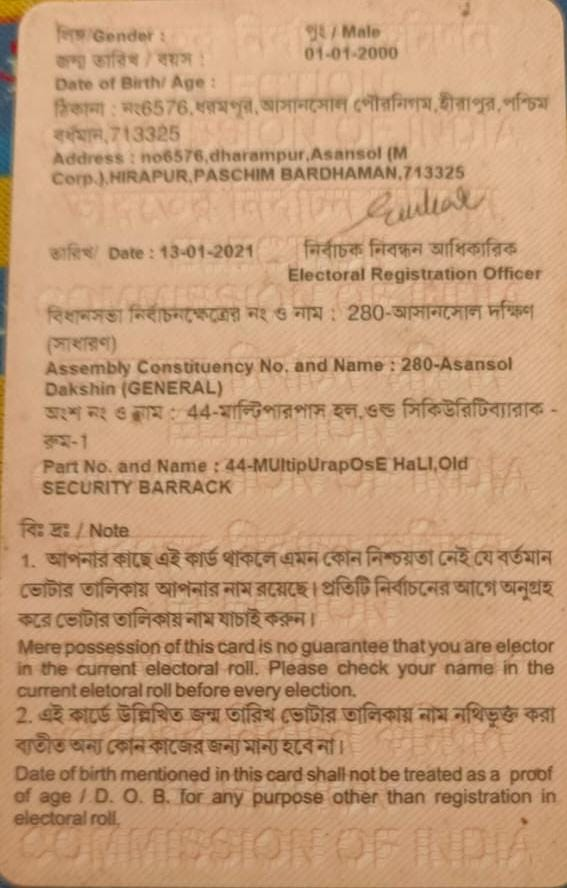 লিঙ্গ/Gender : পুং / Male
জন্ম তারিখ / বয়স : 01-01-2000
Date of Birth/ Age :
ঠিকানা : নং6576,ধরমপুর,আসানসোল পৌরনিগম,হীরাপুর,পশ্চিম
বর্ধমান,713325
Address : no6576,dharampur,Asansol (M
Corp.),HIRAPUR,PASCHIM BARDHAMAN,713325
তারিখ/ Date : 13-01-2021 নির্বাচক নিবন্ধন আধিকারিক
Electoral Registration Officer
বিধানসভা নির্বাচনক্ষেত্রের নং ও নাম : 280-আসানসোল দক্ষিণ
(সাধারণ)
Assembly Constituency No. and Name : 280-Asansol
Dakshin (GENERAL)
অংশ নং ও নাম : 44-মাল্টিপারপাস হল,ওল্ড সিকিউরিটিব্যারাক -
রুম-1
Part No. and Name : 44-MUltipUrapOsE HaLl,Old
SECURITY BARRACK
বিঃ দ্রঃ / Note
1. আপনার কাছে এই কার্ড থাকলে এমন কোন নিশ্চয়তা নেই যে বর্তমান
ভোটার তালিকায় আপনার নাম রয়েছে। প্রতিটি নির্বাচনের আগে অনুগ্রহ
করে ভোটার তালিকায় নাম যাচাই করুন।
Mere possession of this card is no guarantee that you are elector
in the current electoral roll. Please check your name in the
current eletoral roll before every election.
2. এই কার্ডে উল্লিখিত জন্ম তারিখ ভোটার তালিকায় নাম নথিভুক্ত করা
ব্যতীত অন্য কোন কাজের জন্য মান্য হবে না।
Date of birth mentioned in this card shall not be treated as a proof
of age / D. O. B. for any purpose other than registration in
electoral roll.